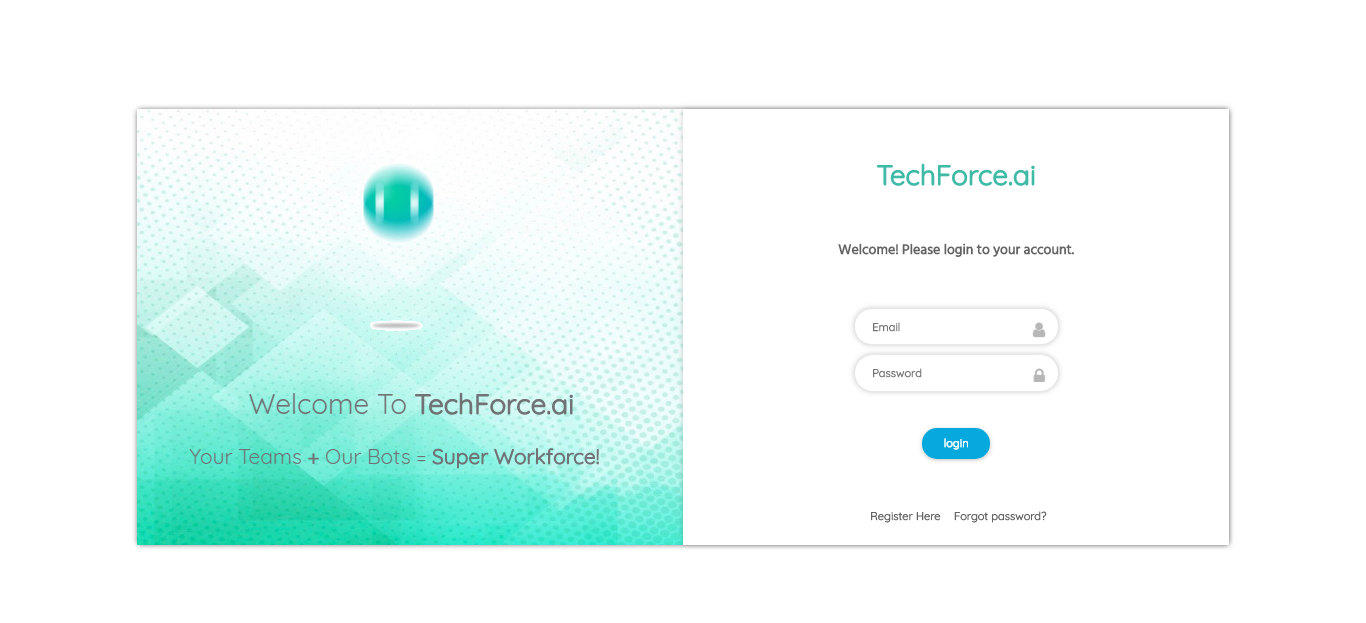 Welcome To TechForce.ai
Your Teams + Our Bots = Super Workforce!
TechForce.ai
Welcome! Please login to your account.
Email
Password
login
Register Here Forgot password?